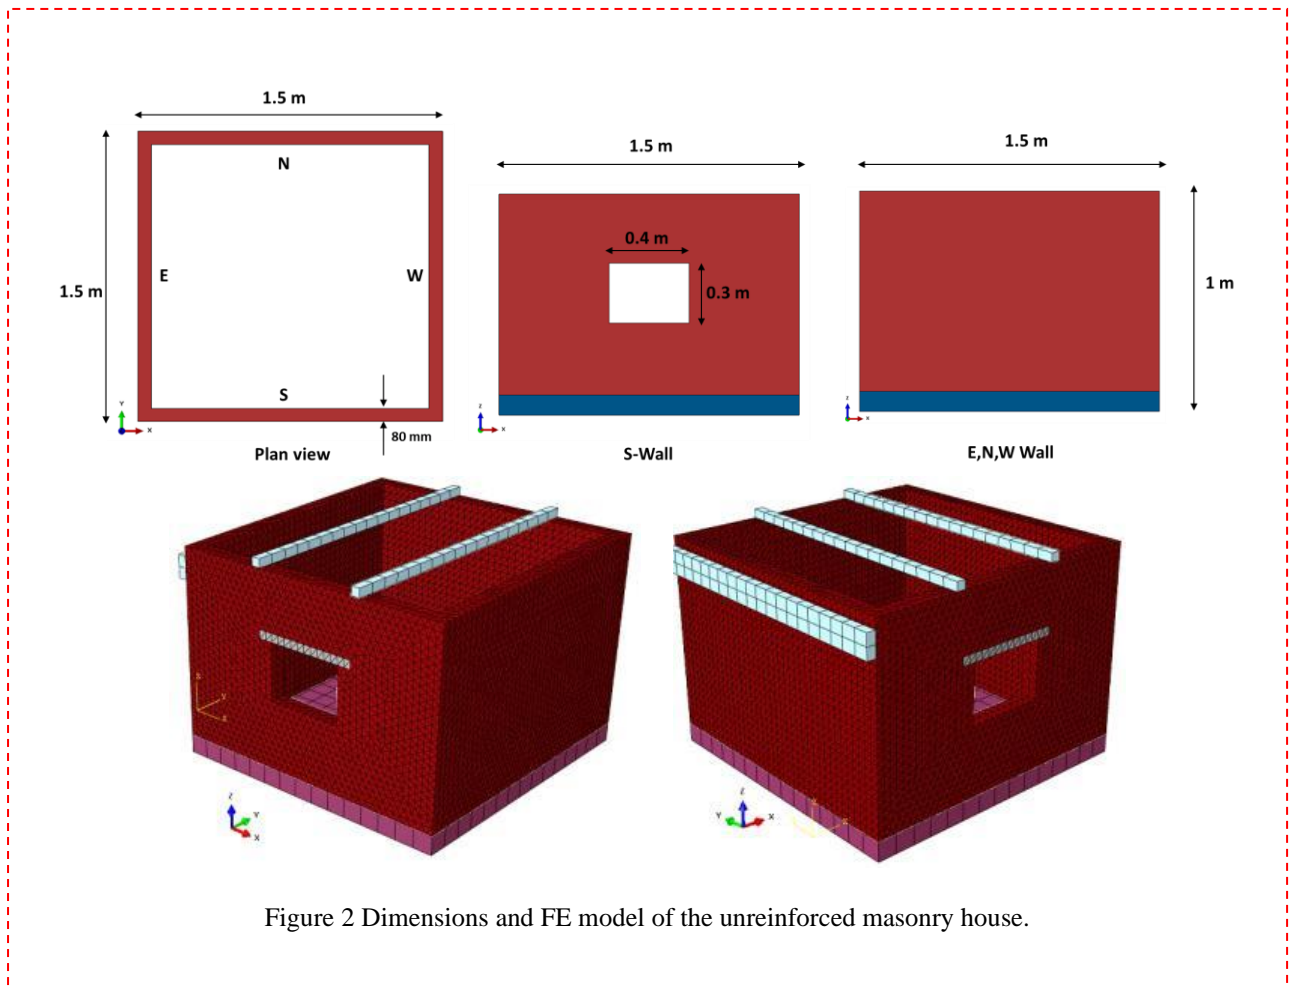 1.5 m
N
E
W
1.5 m
S
80 mm
Y
X
Plan view
1.5 m
0.4 m
0.3 m
Z
X
S-Wall
1.5 m
1 m
Z
X
E,N,W Wall
Z
Y
X
Z
Y
X
Figure 2 Dimensions and FE model of the unreinforced masonry house.